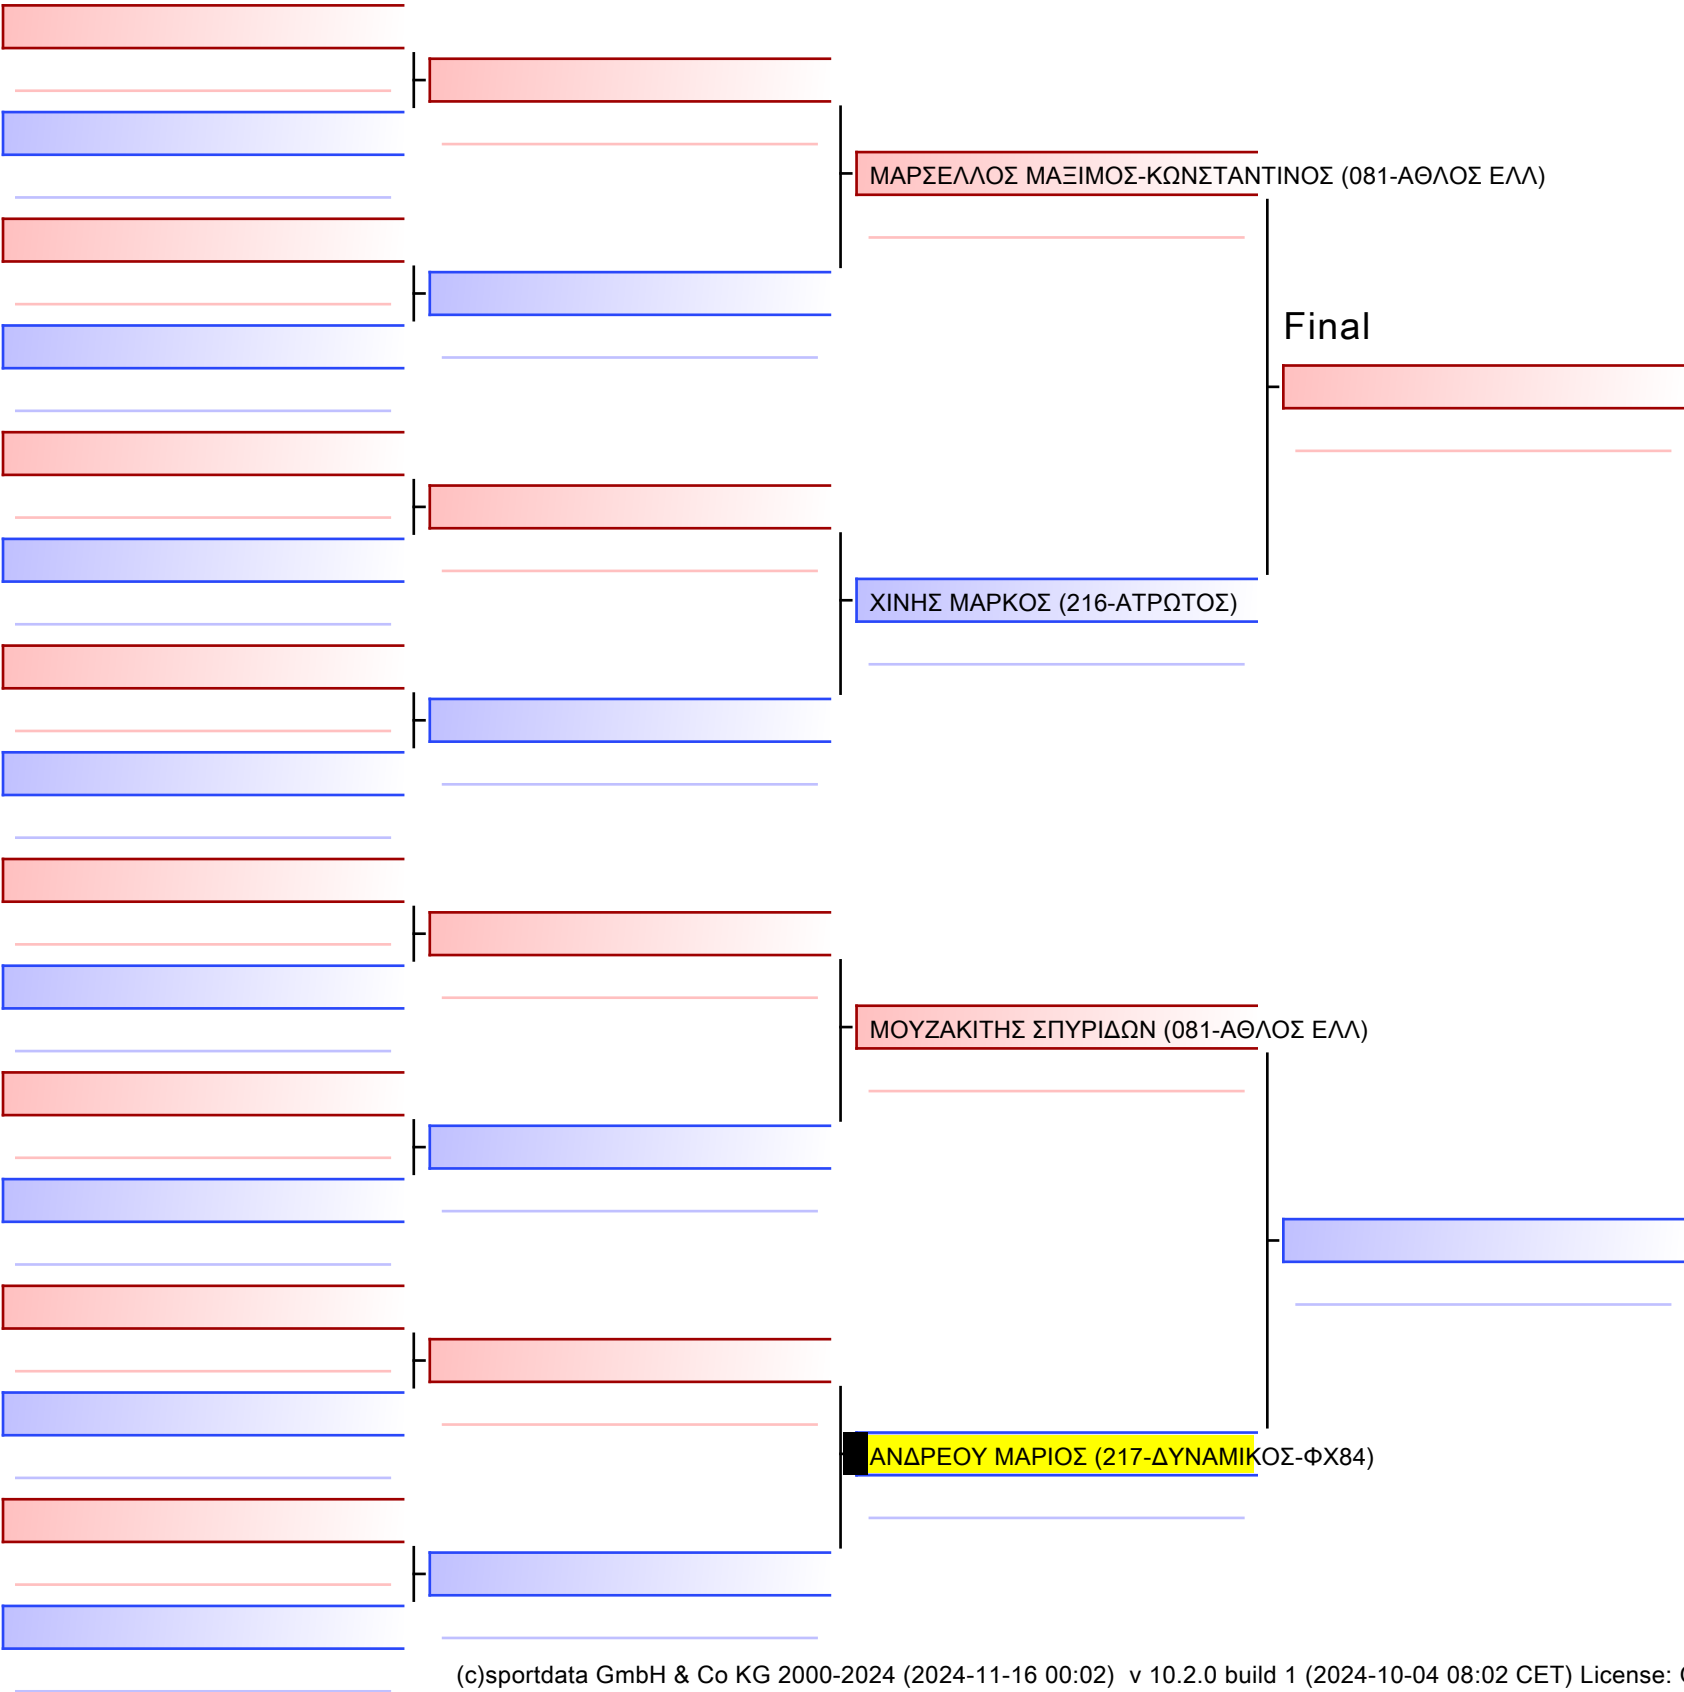 ΜΑΡΣΕΛΛΟΣ ΜΑΞΙΜΟΣ-ΚΩΝΣΤΑΝΤΙΝΟΣ (081-ΑΘΛΟΣ ΕΛΛ)
Final
ΧΙΝΗΣ ΜΑΡΚΟΣ (216-ΑΤΡΩΤΟΣ)
ΜΟΥΖΑΚΙΤΗΣ ΣΠΥΡΙΔΩΝ (081-ΑΘΛΟΣ ΕΛΛ)
ΑΝΔΡΕΟΥ ΜΑΡΙΟΣ (217-ΔΥΝΑΜΙΚΟΣ-ΦΧ84)
(c)sportdata GmbH & Co KG 2000-2024 (2024-11-16 00:02) v 10.2.0 build 1 (2024-10-04 08:02 CET) License: